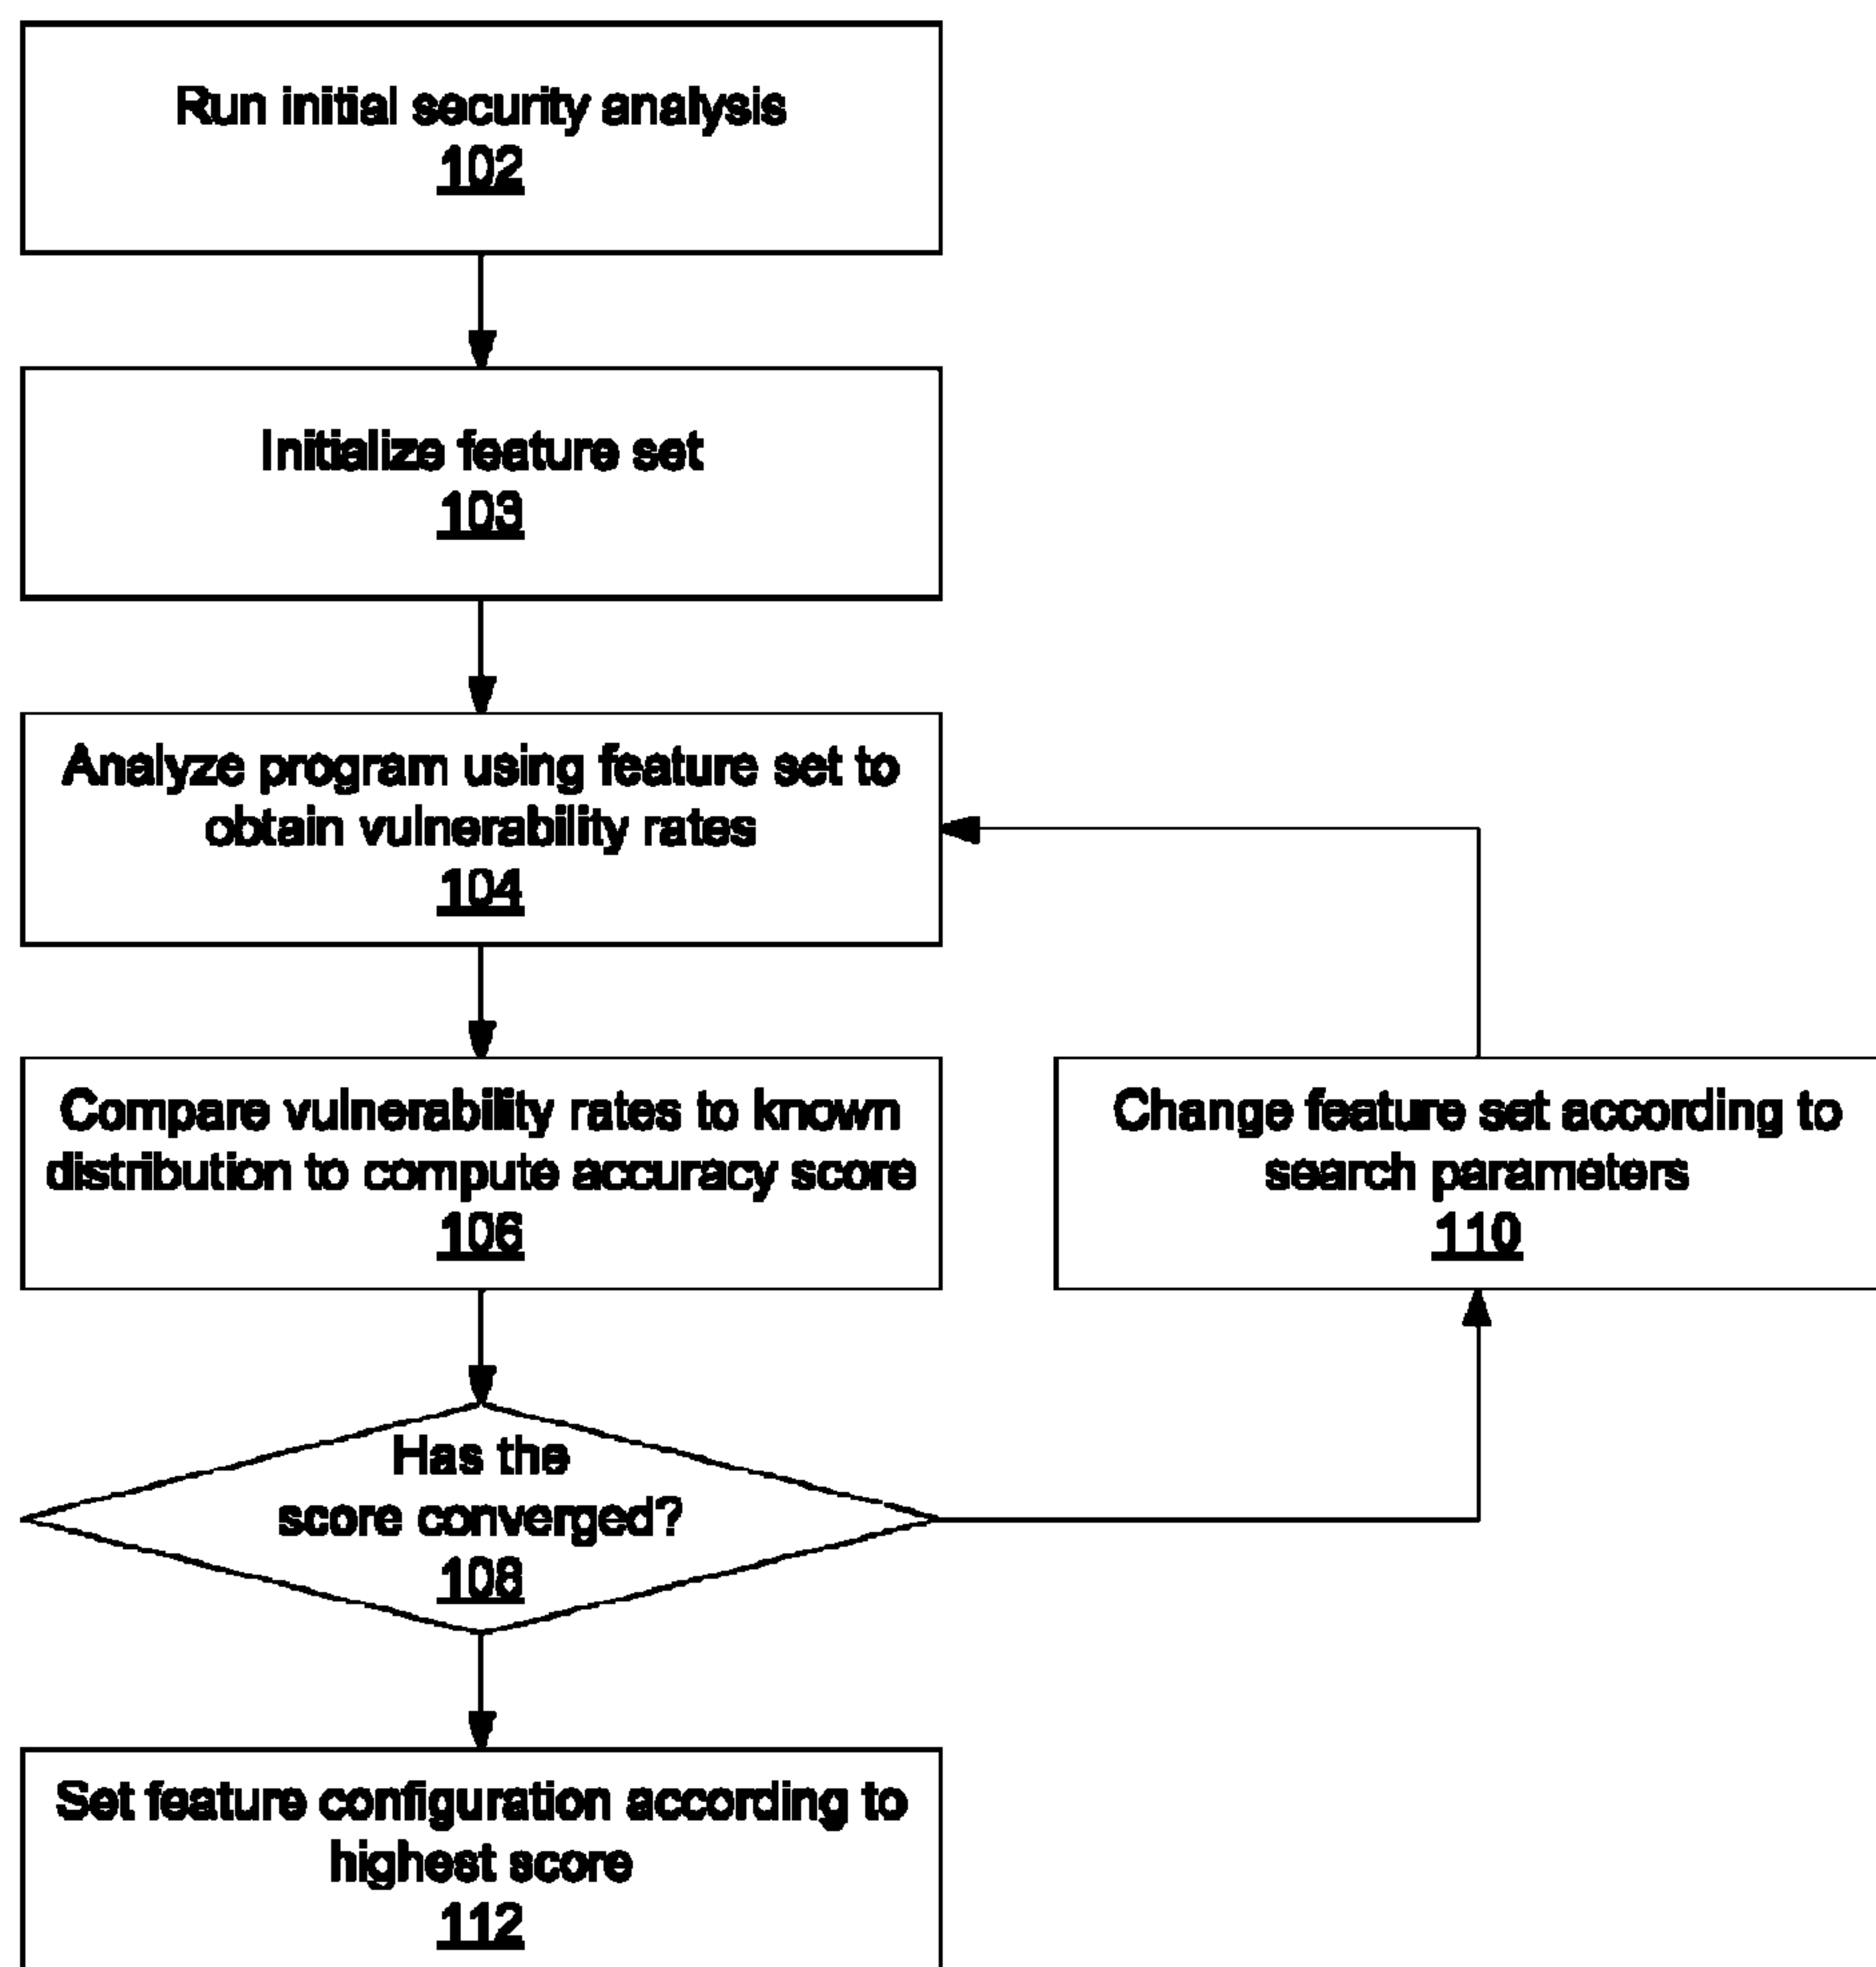 Run initial security analysis
102
Initialize feature set
103
Analyze program using feature set to
obtain vulnerability rates
104
Compare vulnerability rates to known
distribution to compute accuracy score
106
Change feature set according to
search parameters
110
Has the
score converged?
108
Set feature configuration according to
highest score
112